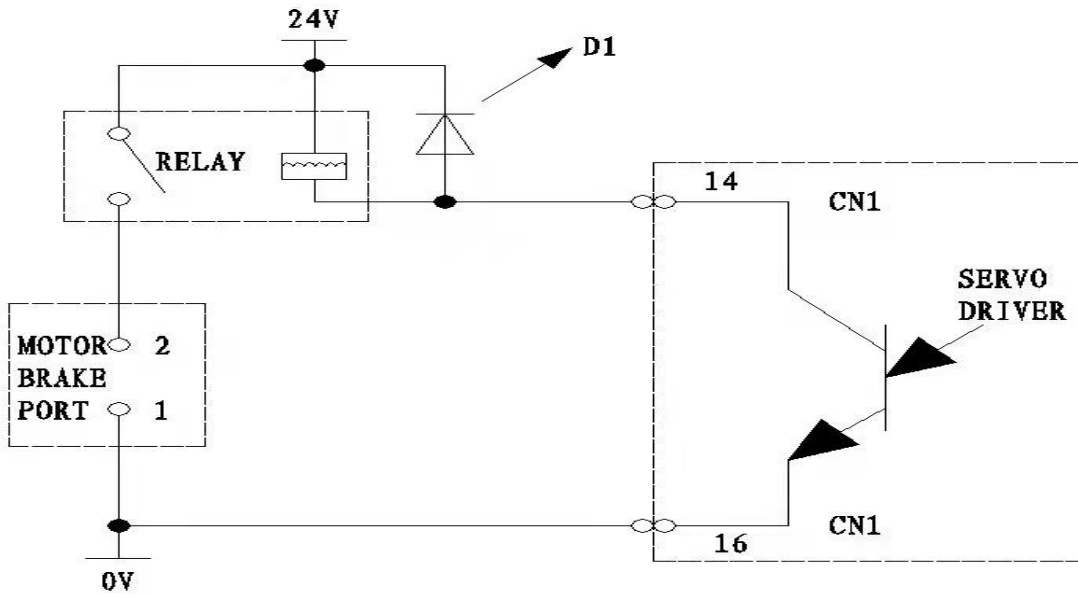 24V
D1
RELAY
14
CN1
SERVO
DRIVER
MOTOR 2
BRAKE
PORT 1
CN1
16
0V